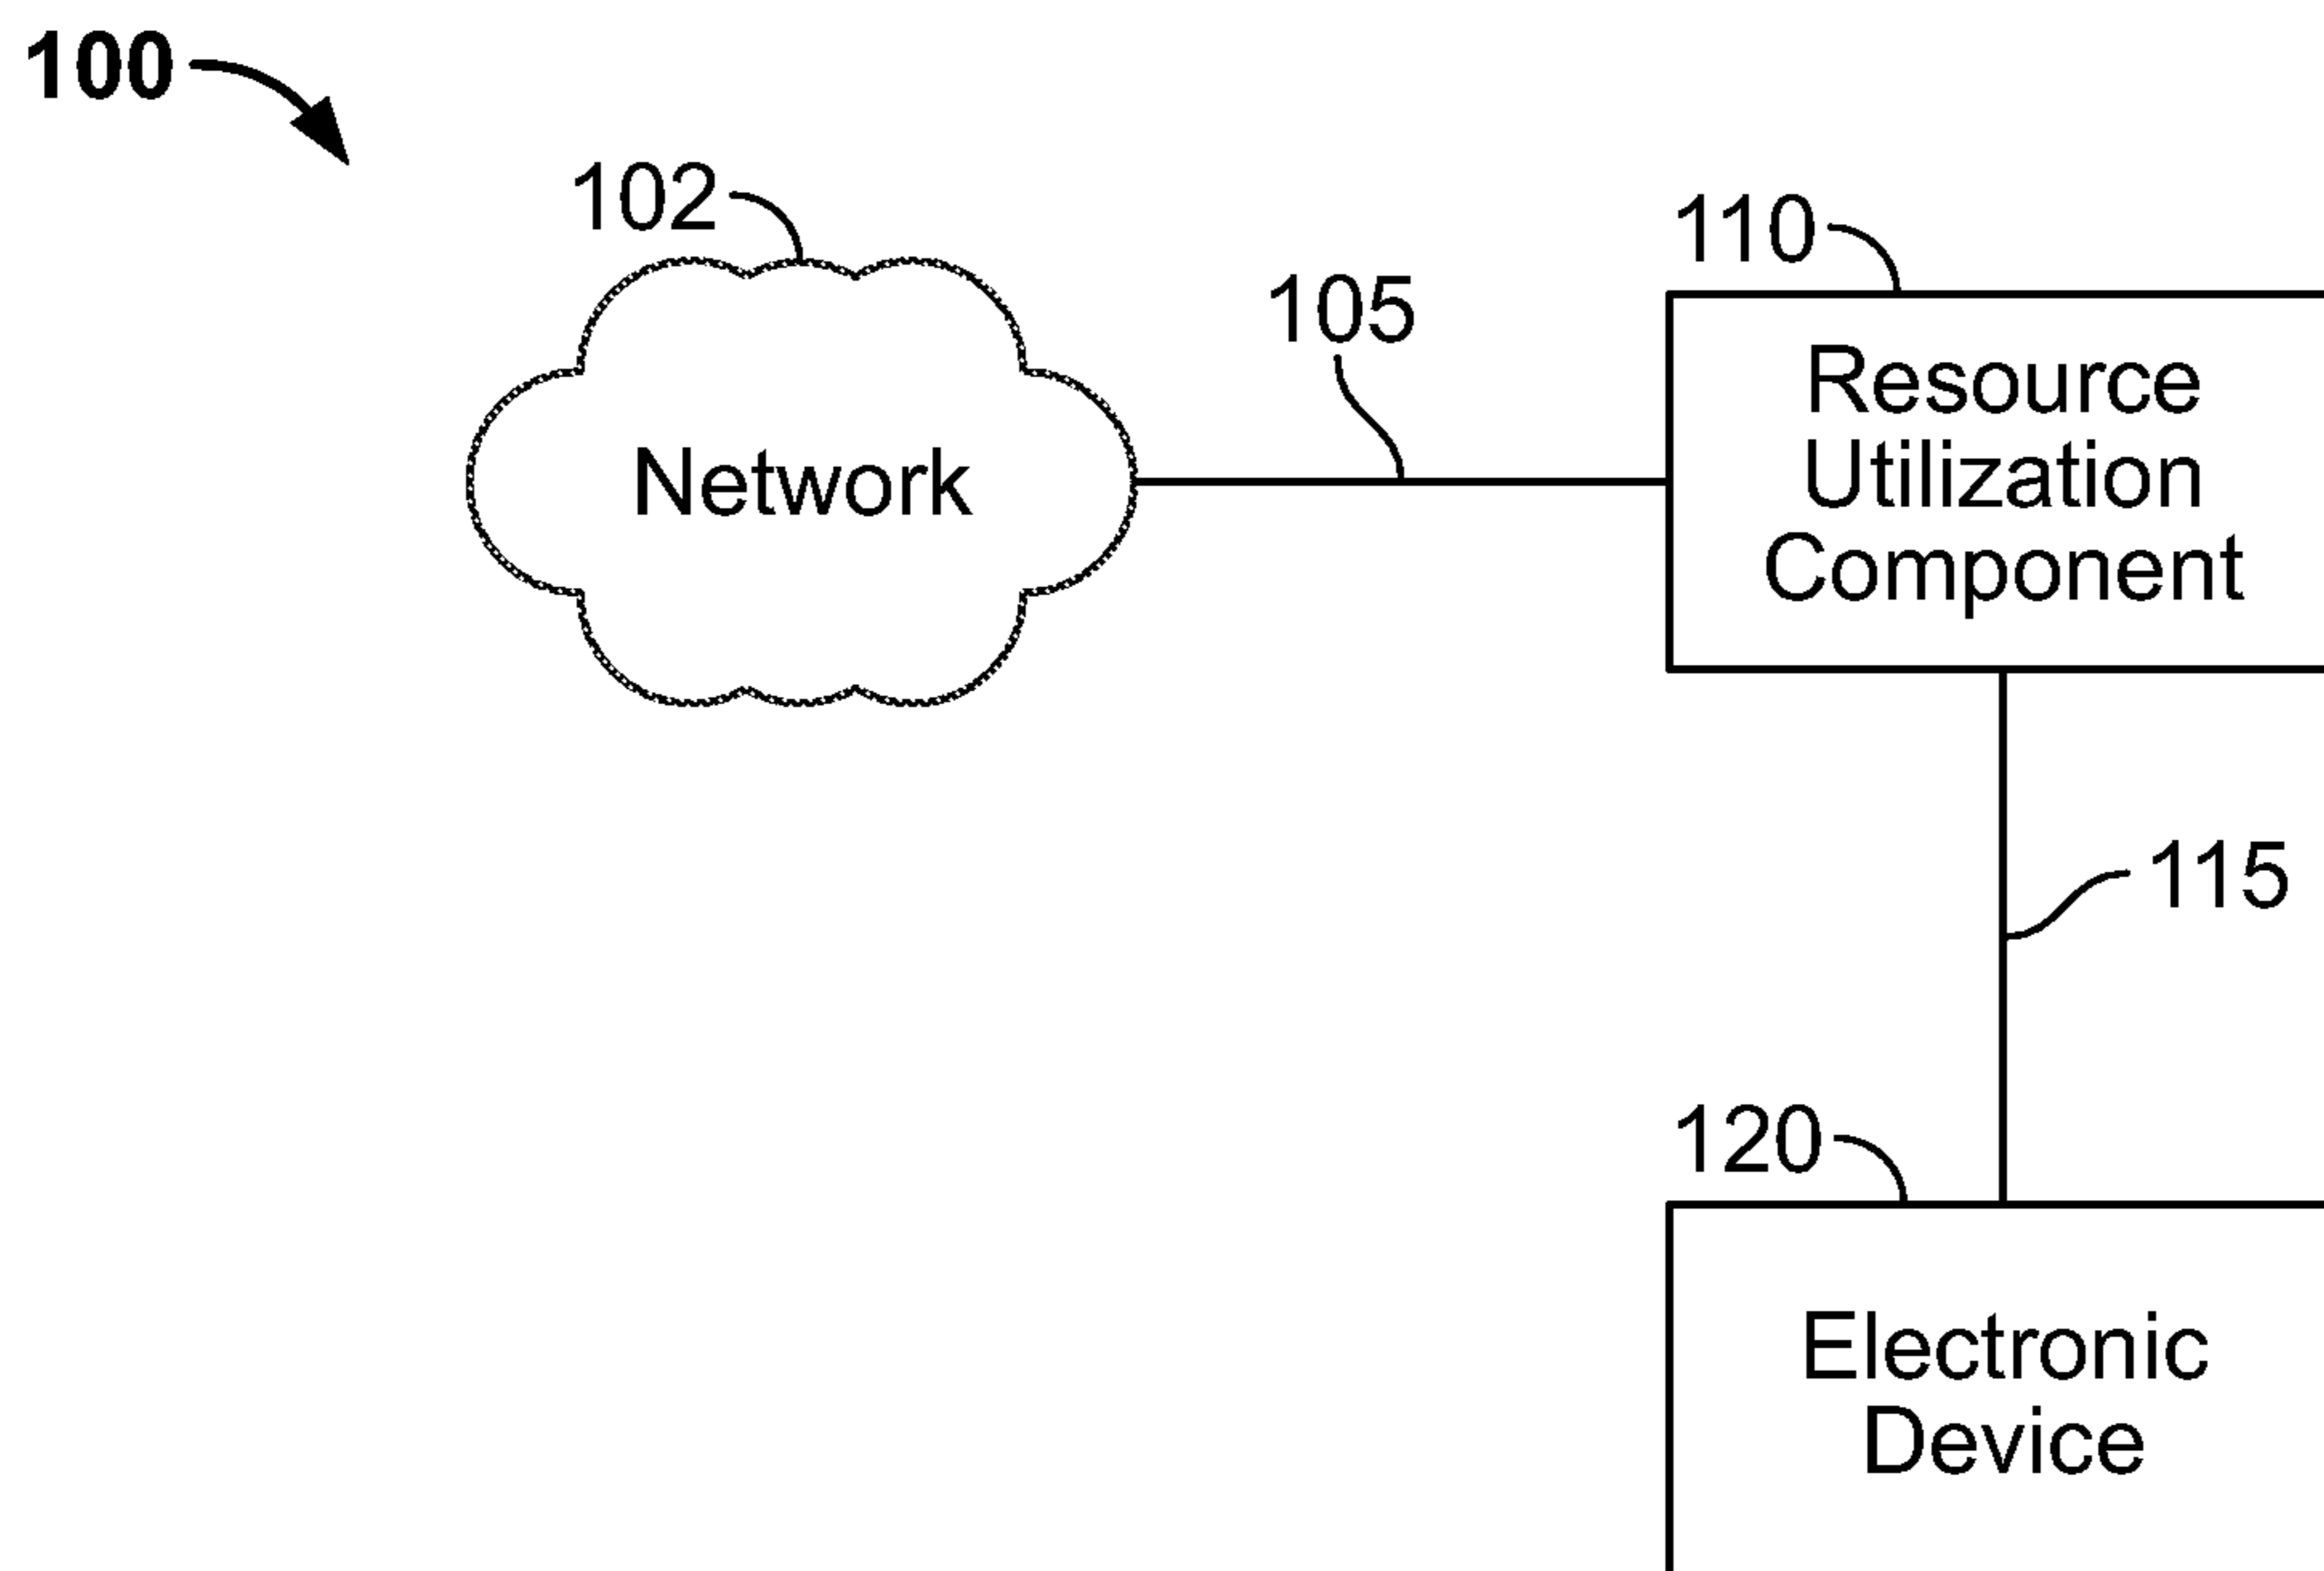 100
102
110
105
Resource
Utilization
Component
Network
115
120
Electronic
Device